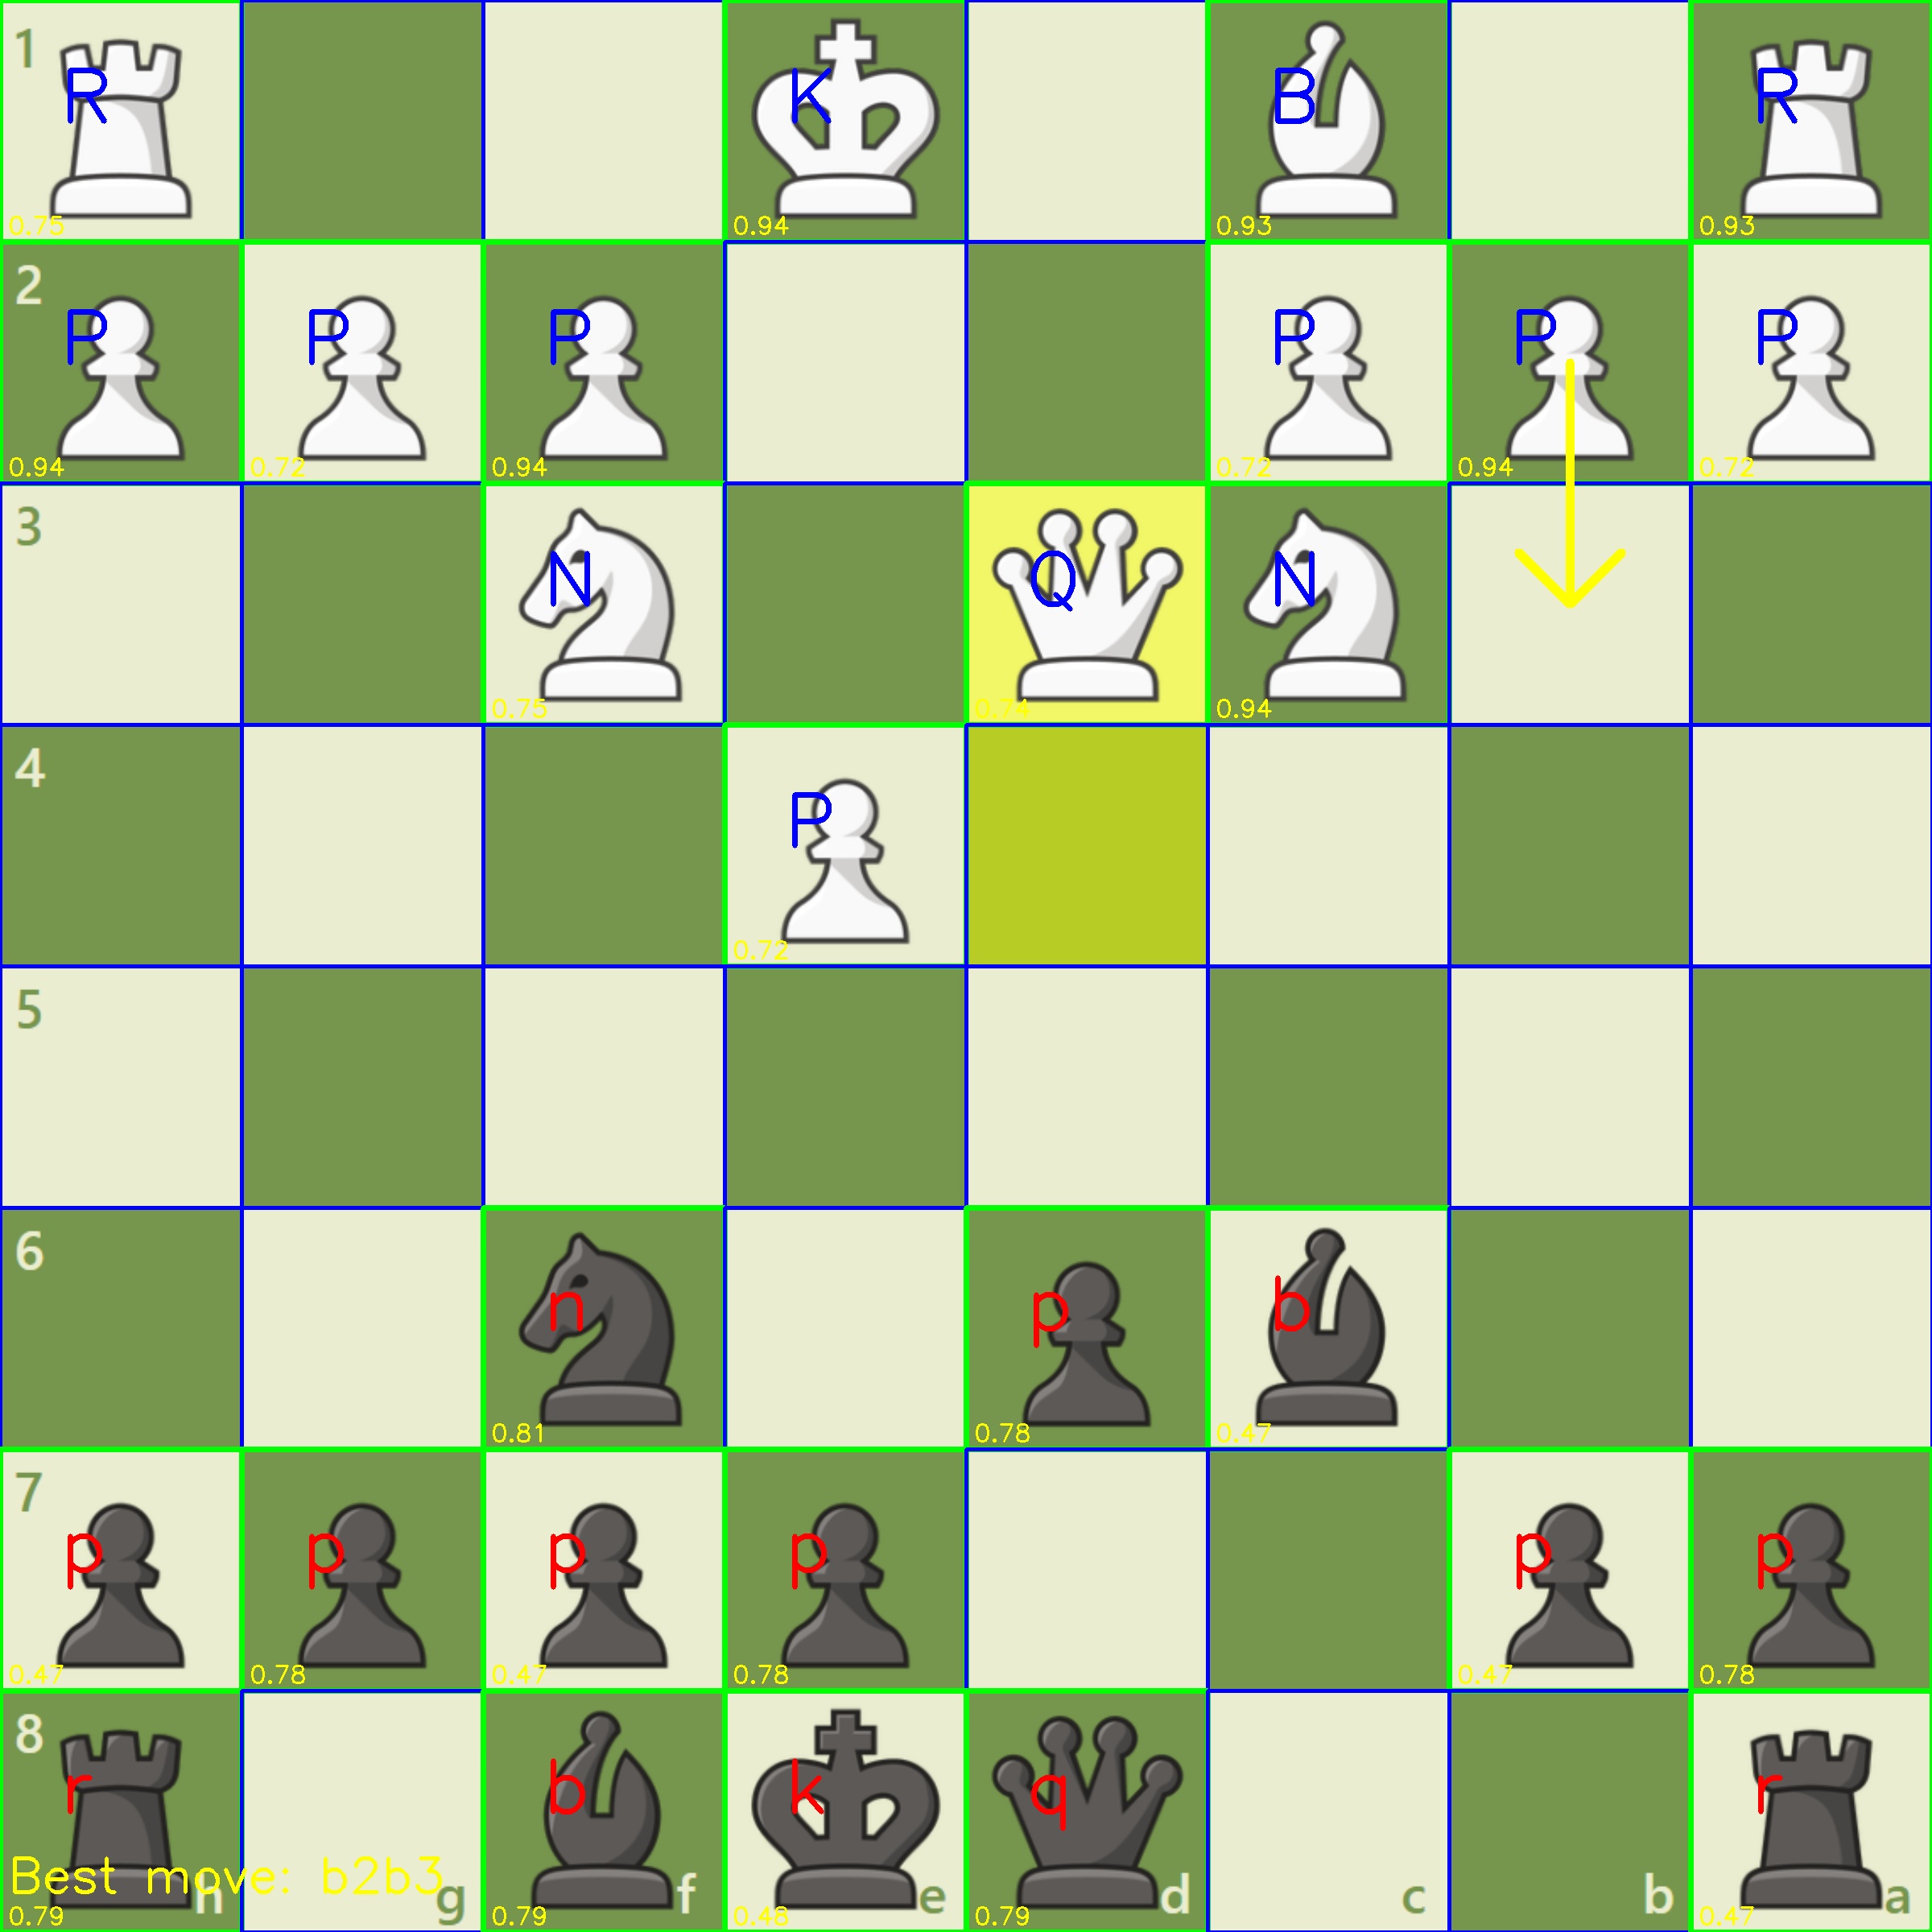 1 R K B R
0.75 0.94 0.93 0.93
2 P P P P P P
0.94 0.72 0.94 0.72 0.94 0.72
3 N Q N
0.75 0.74 0.94
4 P
0.72
5
6 n p b
0.81 0.78 0.47
7 p p p p p p
0.47 0.78 0.47 0.78 0.47 0.78
8 r b k q r
Best move: b2b3
h g f e d c b a
0.79 0.79 0.48 0.79 0.47